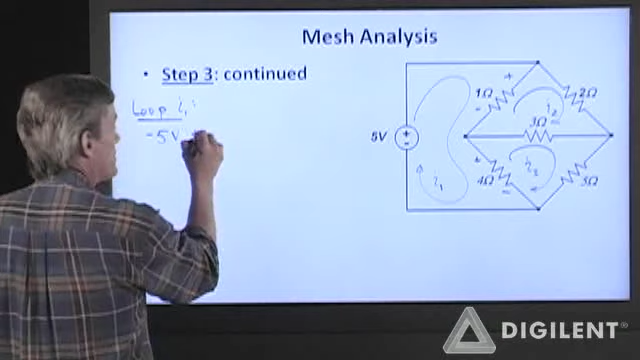 Mesh Analysis
• Step 3: continued
Loop i₁:
-5V
5V
+
-
1Ω
+
-
2Ω
3Ω
4Ω
+
5Ω
i₁
i₂
i₃
DIGILENT®